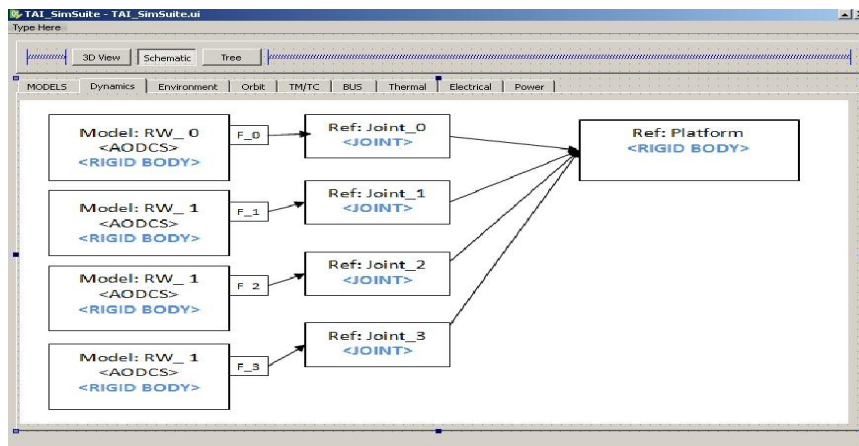 TAI_SimSuite - TAI_SimSuite.ui
Type Here
3D View Schematic Tree
MODELS Dynamics Environment Orbit TM/TC BUS Thermal Electrical Power
Model: RW_ 0
<AODCS>
<RIGID BODY>
F_0
Ref: Joint_0
<JOINT>
Ref: Platform
<RIGID BODY>
Model: RW_ 1
<AODCS>
<RIGID BODY>
F_1
Ref: Joint_1
<JOINT>
Model: RW_ 1
<AODCS>
<RIGID BODY>
F 2
Ref: Joint_2
<JOINT>
Model: RW_ 1
<AODCS>
<RIGID BODY>
F_3
Ref: Joint_3
<JOINT>